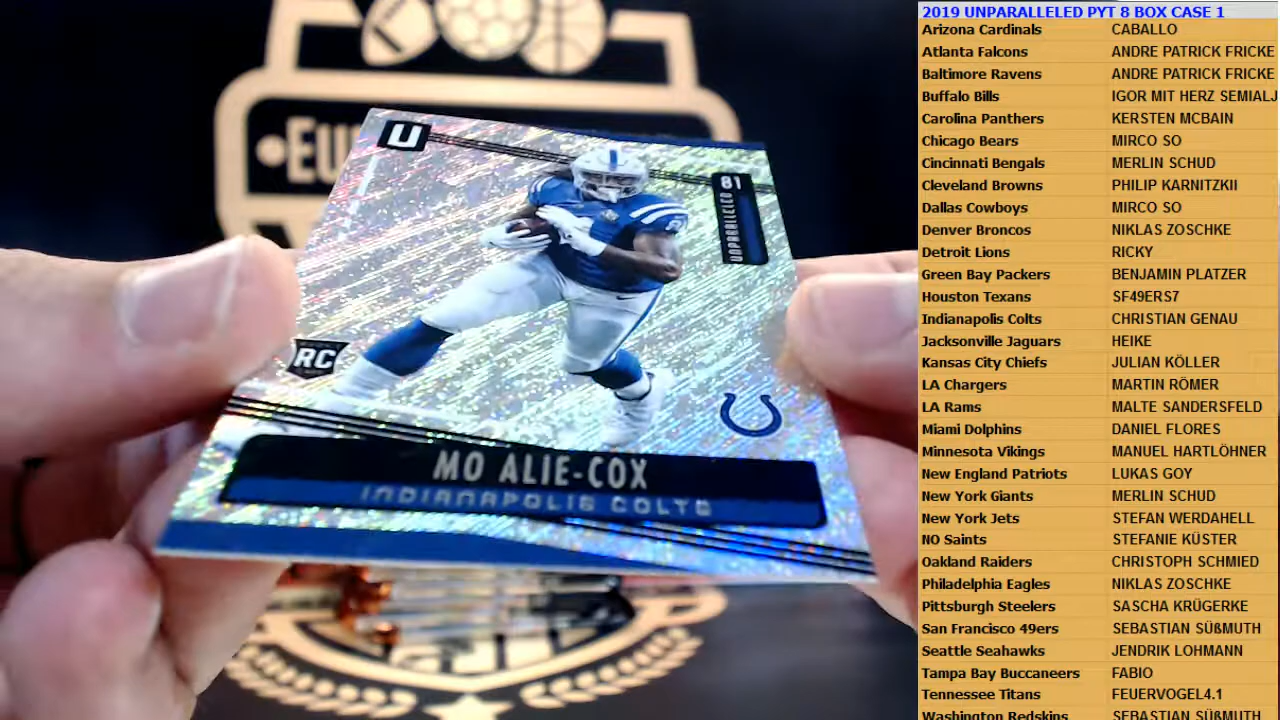 EU
U
81
UNPARALLELED
RC
MO ALIE-COX
INDIANAPOLIS COLTS
2019 UNPARALLELED PYT 8 BOX CASE 1
Arizona Cardinals CABALLO
Atlanta Falcons ANDRE PATRICK FRICKE
Baltimore Ravens ANDRE PATRICK FRICKE
Buffalo Bills IGOR MIT HERZ SEMIALJ
Carolina Panthers KERSTEN MCBAIN
Chicago Bears MIRCO SO
Cincinnati Bengals MERLIN SCHUD
Cleveland Browns PHILIP KARNITZKII
Dallas Cowboys MIRCO SO
Denver Broncos NIKLAS ZOSCHKE
Detroit Lions RICKY
Green Bay Packers BENJAMIN PLATZER
Houston Texans SF49ERS7
Indianapolis Colts CHRISTIAN GENAU
Jacksonville Jaguars HEIKE
Kansas City Chiefs JULIAN KÖLLER
LA Chargers MARTIN RÖMER
LA Rams MALTE SANDERSFELD
Miami Dolphins DANIEL FLORES
Minnesota Vikings MANUEL HARTLÖHNER
New England Patriots LUKAS GOY
New York Giants MERLIN SCHUD
New York Jets STEFAN WERDAHELL
NO Saints STEFANIE KÜSTER
Oakland Raiders CHRISTOPH SCHMIED
Philadelphia Eagles NIKLAS ZOSCHKE
Pittsburgh Steelers SASCHA KRÜGERKE
San Francisco 49ers SEBASTIAN SÜßMUTH
Seattle Seahawks JENDRIK LOHMANN
Tampa Bay Buccaneers FABIO
Tennessee Titans FEUERVOGEL4.1
Washington Redskins SEBASTIAN SÜßMUTH